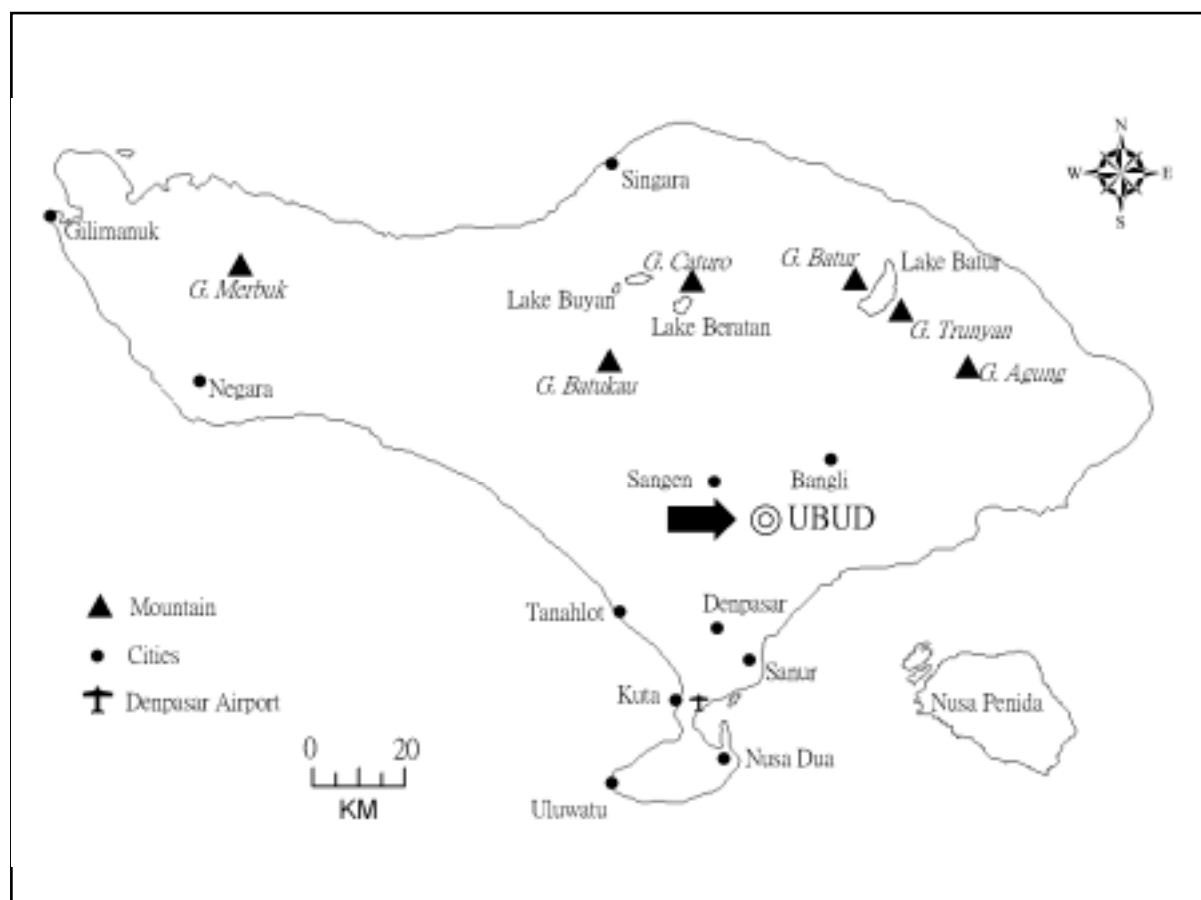 N
W E
S
Singara
Gilimanuk
G. Merbuk
G. Caturo
G. Batur
Lake Batur
Lake Buyan
Lake Beratan
G. Trunyan
G. Batukau
G. Agung
Negara
Sangen
Bangli
UBUD
Mountain
Tanahlot
Denpasar
Cities
Sanur
Denpasar Airport
Kuta
Nusa Penida
0 20
KM
Nusa Dua
Uluwatu